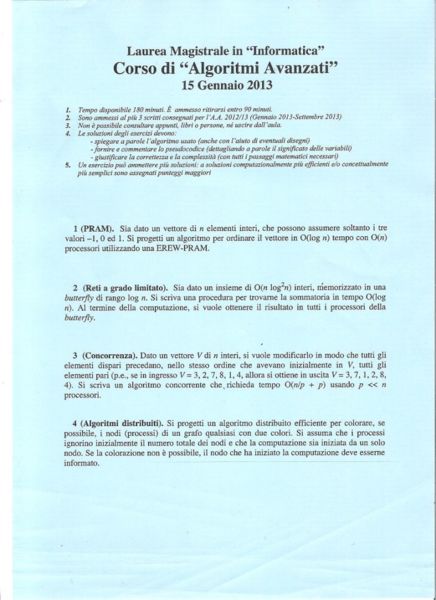 Laurea Magistrale in “Informatica”
Corso di “Algoritmi Avanzati”
15 Gennaio 2013
1. Tempo disponibile 180 minuti. È ammesso ritirarsi entro 90 minuti.
2. Sono ammessi al più 3 scritti consegnati per l'A.A. 2012/13 (Gennaio 2013-Settembre 2013)
3. Non è possibile consultare appunti, libri o persone, né uscire dall'aula.
4. Le soluzioni degli esercizi devono:
- spiegare a parole l'algoritmo usato (anche con l'aiuto di eventuali disegni)
- fornire e commentare lo pseudocodice (dettagliando a parole il significato delle variabili)
- giustificare la correttezza e la complessità (con tutti i passaggi matematici necessari)
5. Un esercizio può ammettere più soluzioni: a soluzioni computazionalmente più efficienti e/o concettualmente
più semplici sono assegnati punteggi maggiori
1 (PRAM). Sia dato un vettore di n elementi interi, che possono assumere soltanto i tre
valori –1, 0 ed 1. Si progetti un algoritmo per ordinare il vettore in O(log n) tempo con O(n)
processori utilizzando una EREW-PRAM.
2 (Reti a grado limitato). Sia dato un insieme di O(n log²n) interi, memorizzato in una
butterfly di rango log n. Si scriva una procedura per trovarne la sommatoria in tempo O(log
n). Al termine della computazione, si vuole ottenere il risultato in tutti i processori della
butterfly.
3 (Concorrenza). Dato un vettore V di n interi, si vuole modificarlo in modo che tutti gli
elementi dispari precedano, nello stesso ordine che avevano inizialmente in V, tutti gli
elementi pari (p.e., se in ingresso V = 3, 2, 7, 8, 1, 4, allora si ottiene in uscita V = 3, 7, 1, 2, 8,
4). Si scriva un algoritmo concorrente che richieda tempo O(n/p + p) usando p << n
processori.
4 (Algoritmi distribuiti). Si progetti un algoritmo distribuito efficiente per colorare, se
possibile, i nodi (processi) di un grafo qualsiasi con due colori. Si assuma che i processi
ignorino inizialmente il numero totale dei nodi e che la computazione sia iniziata da un solo
nodo. Se la colorazione non è possibile, il nodo che ha iniziato la computazione deve esserne
informato.